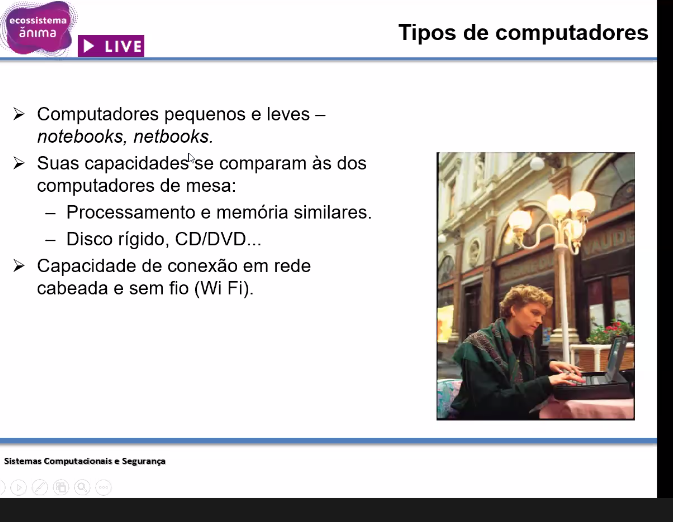 ecossistema
ânima
LIVE
Tipos de computadores
➢ Computadores pequenos e leves –
notebooks, netbooks.
➢ Suas capacidades se comparam às dos
computadores de mesa:
– Processamento e memória similares.
– Disco rígido, CD/DVD...
➢ Capacidade de conexão em rede
cabeada e sem fio (Wi Fi).
Sistemas Computacionais e Segurança